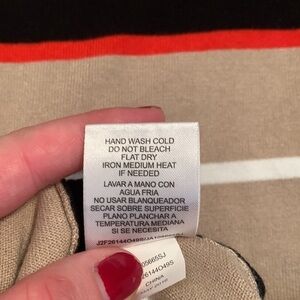 HAND WASH COLD
DO NOT BLEACH
FLAT DRY
IRON MEDIUM HEAT
IF NEEDED
LAVAR A MANO CON
AGUA FRIA
NO USAR BLANQUEADOR
SECAR SOBRE SUPERFICIE
PLANO PLANCHAR A
TEMPERATURA MEDIANA
SI SE NECESITA
CHINA